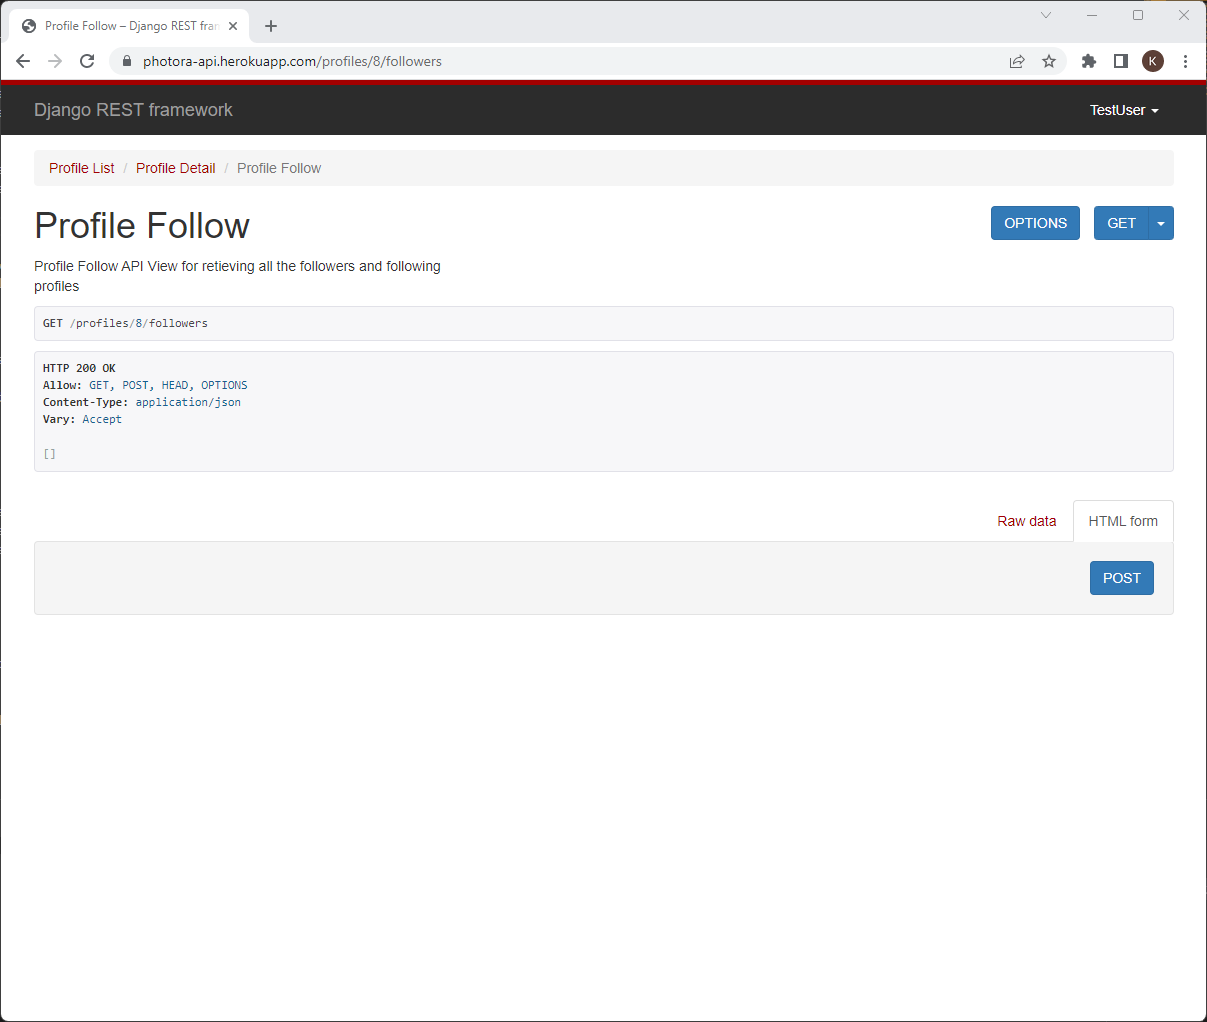 Profile Follow – Django REST fram
photora-api.herokuapp.com/profiles/8/followers
K
Django REST framework
TestUser
Profile List / Profile Detail / Profile Follow
Profile Follow
OPTIONS
GET
Profile Follow API View for retieving all the followers and following
profiles
GET /profiles/8/followers
HTTP 200 OK
Allow: GET, POST, HEAD, OPTIONS
Content-Type: application/json
Vary: Accept
[]
Raw data
HTML form
POST